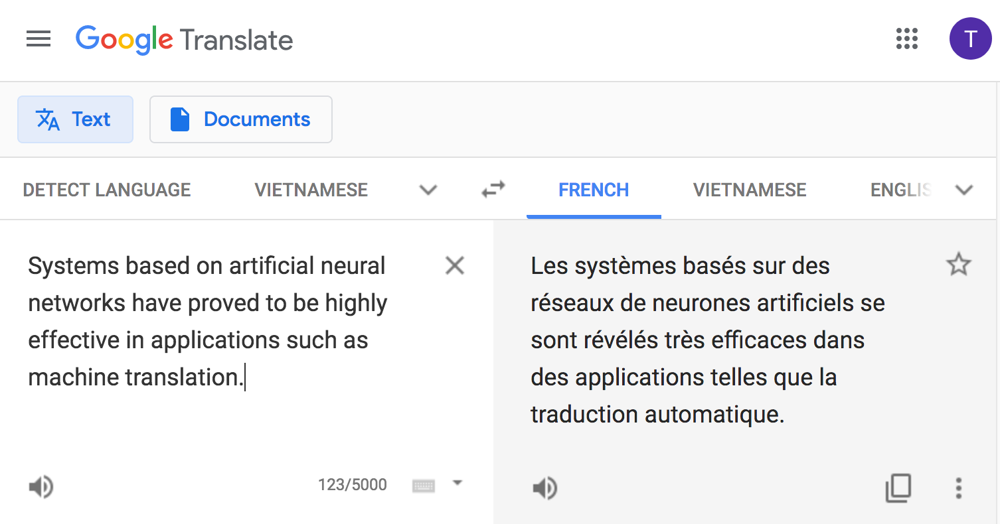 Google Translate
T
Text
Documents
DETECT LANGUAGE
VIETNAMESE
FRENCH
VIETNAMESE
ENGLIS
Systems based on artificial neural
networks have proved to be highly
effective in applications such as
machine translation.
123/5000
Les systèmes basés sur des
réseaux de neurones artificiels se
sont révélés très efficaces dans
des applications telles que la
traduction automatique.